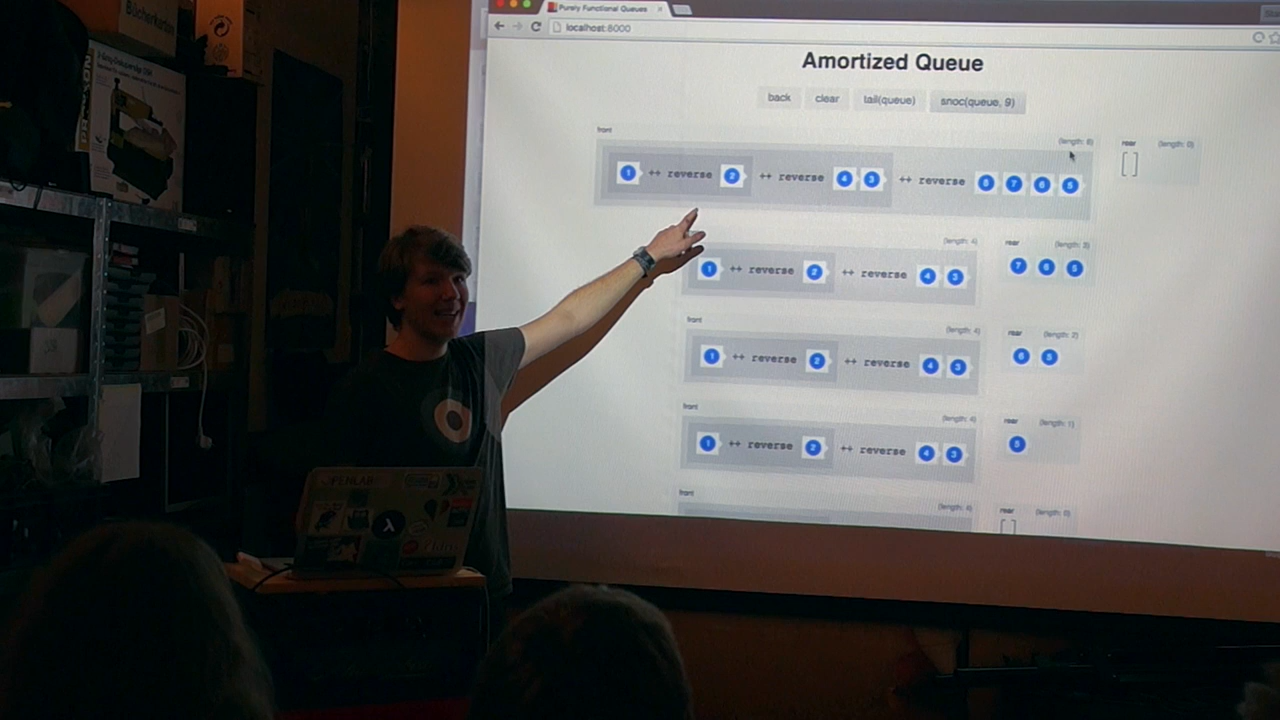 Purely Functional Queues
localhost:8000
Amortized Queue
back clear tail(queue) snoc(queue, 9)
front (length: 8) rear (length: 0)
1 ++ reverse 2 ++ reverse 4 3 ++ reverse 8 7 6 5 []
(length: 4) rear (length: 3)
1 ++ reverse 2 ++ reverse 4 3 7 6 5
front (length: 4) rear (length: 2)
1 ++ reverse 2 ++ reverse 4 3 6 5
front (length: 4) rear (length: 1)
1 ++ reverse 2 ++ reverse 4 3 5
front (length: 4) rear (length: 0)
[]
Bücherkarton
OPENLAB
λ